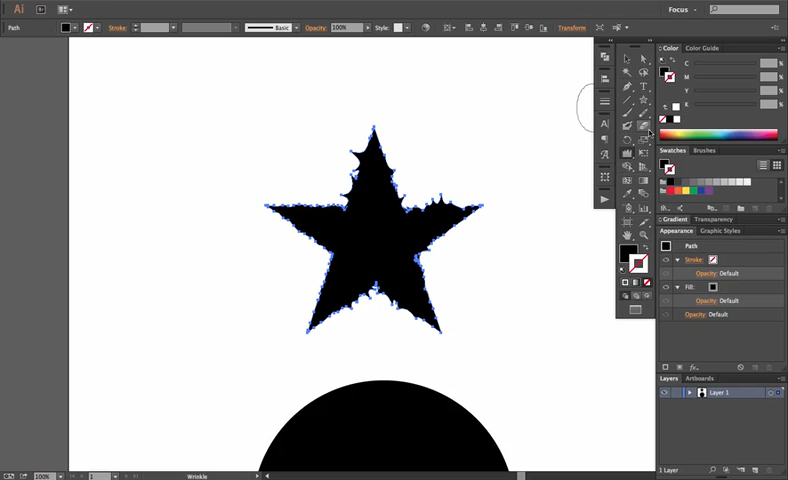 Ai Br Focus
Path Stroke: Basic Opacity: 100% Style: Transform
Color Color Guide
C %
M %
Y %
K %
Swatches Brushes
Gradient Transparency
Appearance Graphic Styles
Path
Stroke:
Opacity: Default
Fill:
Opacity: Default
Opacity: Default
Layers Artboards
Layer 1
1 Layer
100% 1 Wrinkle